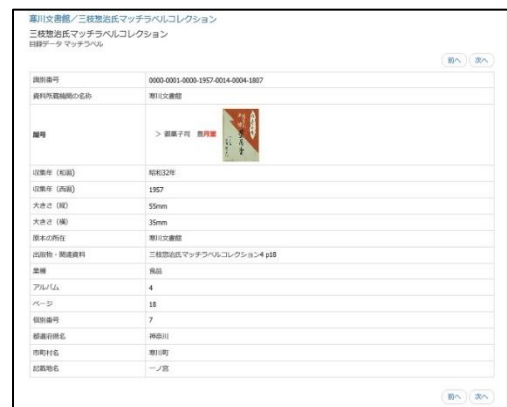 寒川文書館／三枝惣治氏マッチラベルコレクション
三枝惣治氏マッチラベルコレクション
目録データ マッチラベル
前へ 次へ
識別番号 0000-0001-0000-1957-0014-0004-1807
資料所蔵機関の名称 寒川文書館
屋号 ＞ 御菓子司 恵月堂
収集年（和暦） 昭和32年
収集年（西暦） 1957
大きさ（縦） 55mm
大きさ（横） 35mm
原本の所在 寒川文書館
出版物・関連資料 三枝惣治氏マッチラベルコレクション4 p18
業種 食品
アルバム 4
ページ 18
個別番号 7
都道府県名 神奈川
市町村名 寒川町
記載地名 一ノ宮
前へ 次へ